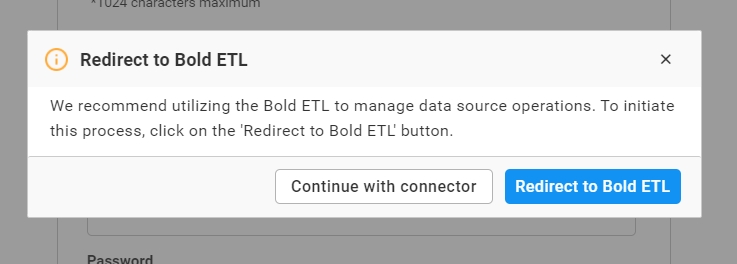 *1024 characters maximum
Redirect to Bold ETL
We recommend utilizing the Bold ETL to manage data source operations. To initiate
this process, click on the 'Redirect to Bold ETL' button.
Continue with connector
Redirect to Bold ETL
Password